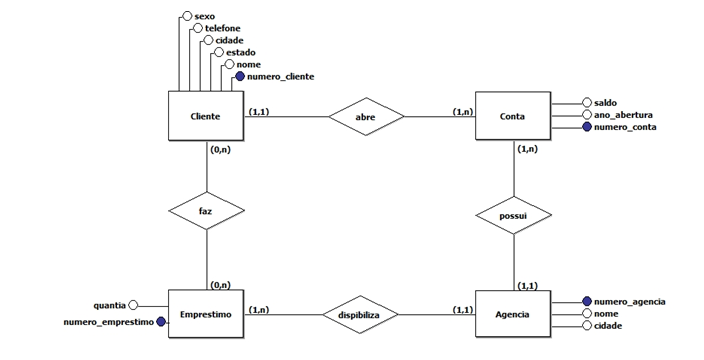 sexo
telefone
cidade
estado
nome
numero_cliente
Cliente
(1,1)
abre
(1,n)
Conta
saldo
ano_abertura
numero_conta
(0,n)
(1,n)
faz
possui
(0,n)
(1,1)
quantia
numero_emprestimo
Emprestimo
(1,n)
dispibiliza
(1,1)
Agencia
numero_agencia
nome
cidade